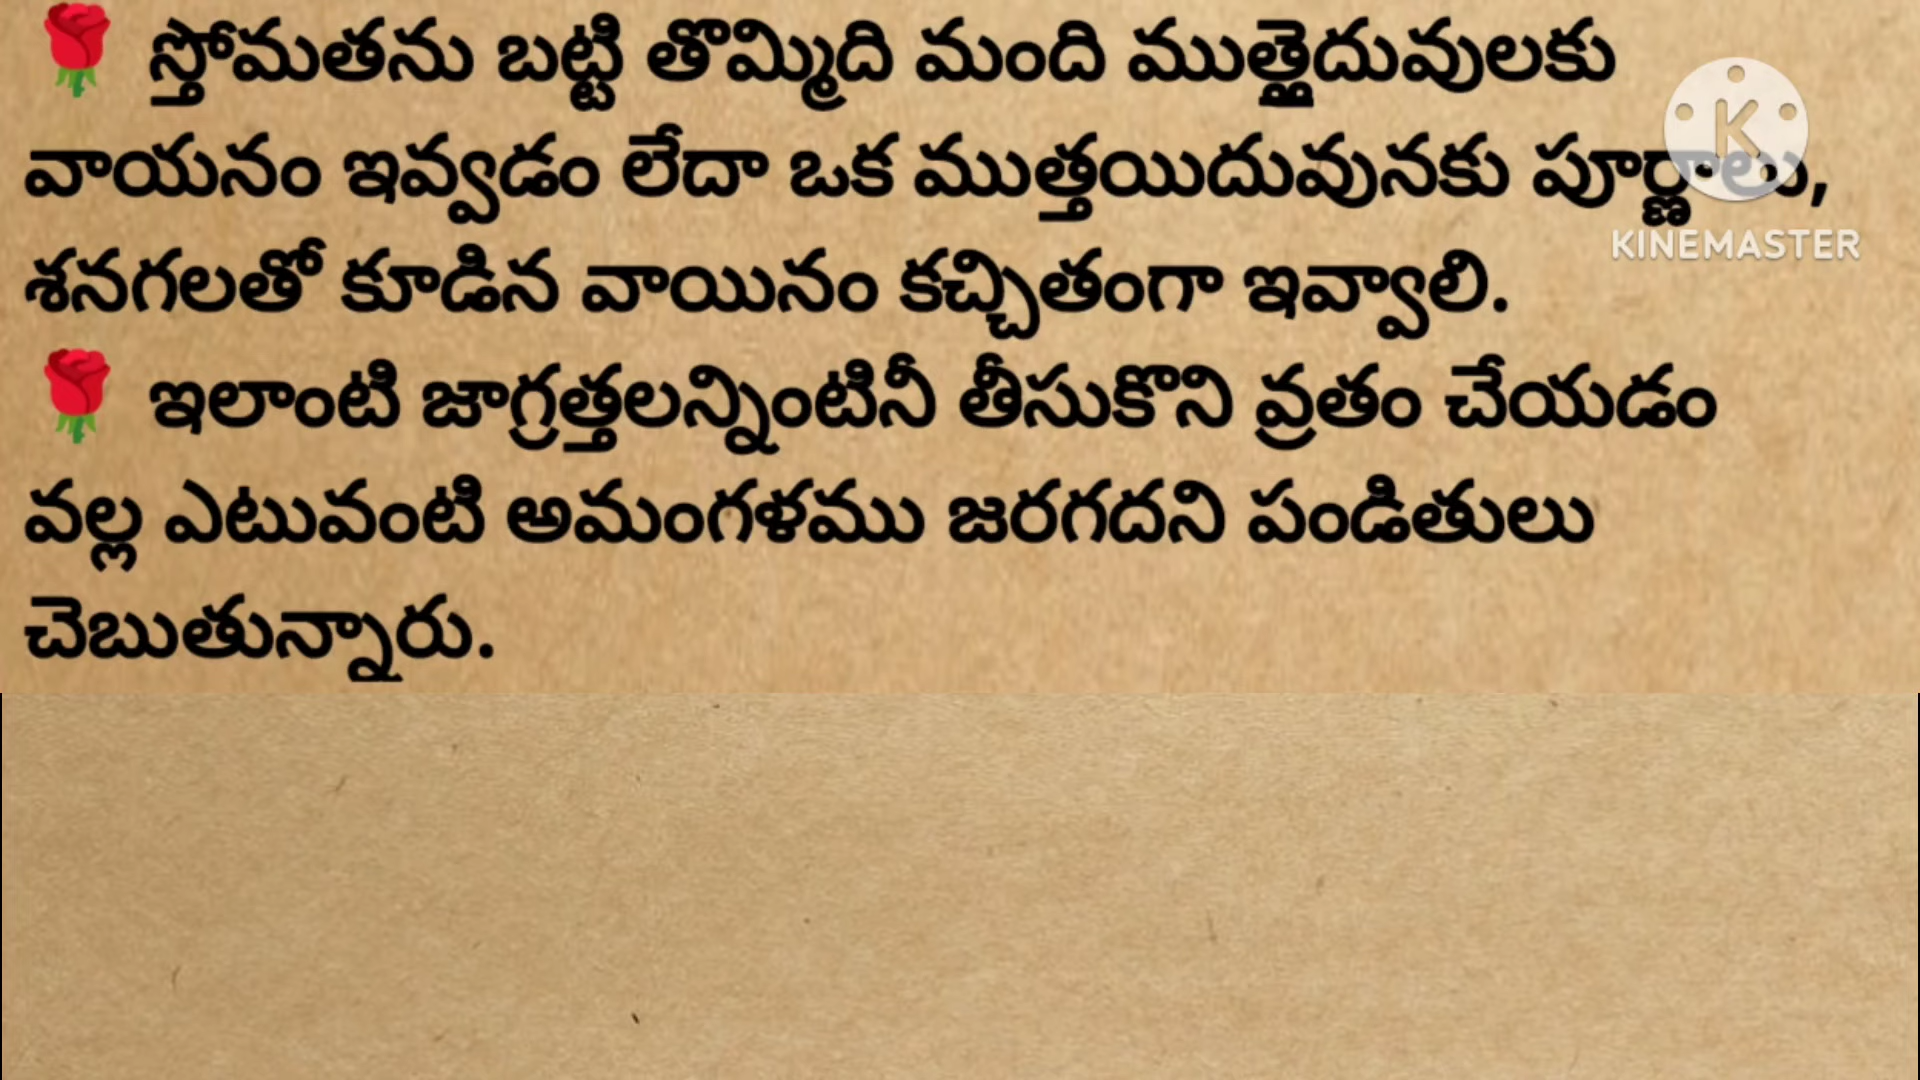 🌹 స్తోమతను బట్టి తొమ్మిది మంది ముత్తైదువులకు
వాయనం ఇవ్వడం లేదా ఒక ముత్తయిదువునకు పూర్ణాలు,
శనగలతో కూడిన వాయినం కచ్చితంగా ఇవ్వాలి.
🌹 ఇలాంటి జాగ్రత్తలన్నింటినీ తీసుకొని వ్రతం చేయడం
వల్ల ఎటువంటి అమంగళము జరగదని పండితులు
చెబుతున్నారు.
K
KINEMASTER